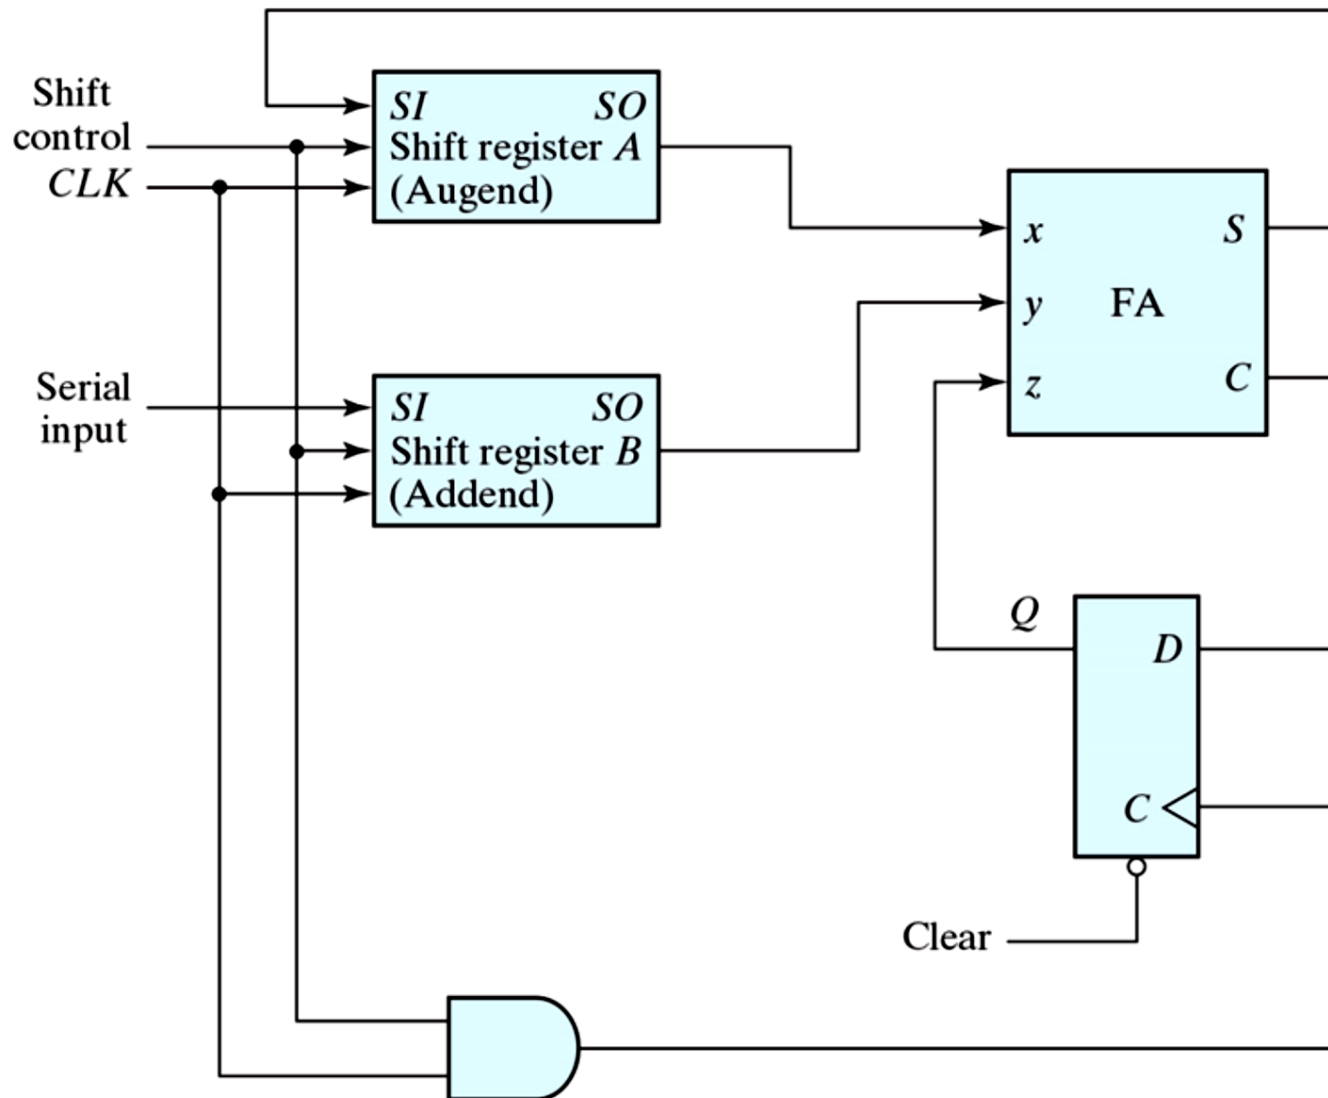 Shift
control
CLK
SI SO
Shift register A
(Augend)
x S
y FA
z C
Serial
input
SI SO
Shift register B
(Addend)
Q
D
C
Clear